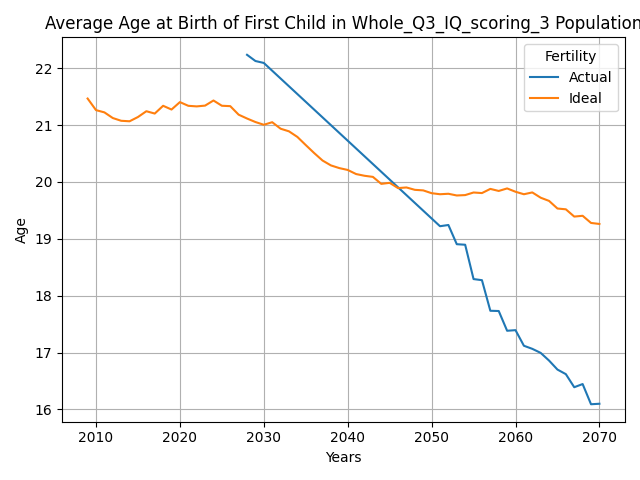 Average Age at Birth of First Child in Whole_Q3_IQ_scoring_3 Population
Fertility
Actual
Ideal
22
21
20
19
18
17
16
Age
2010 2020 2030 2040 2050 2060 2070
Years